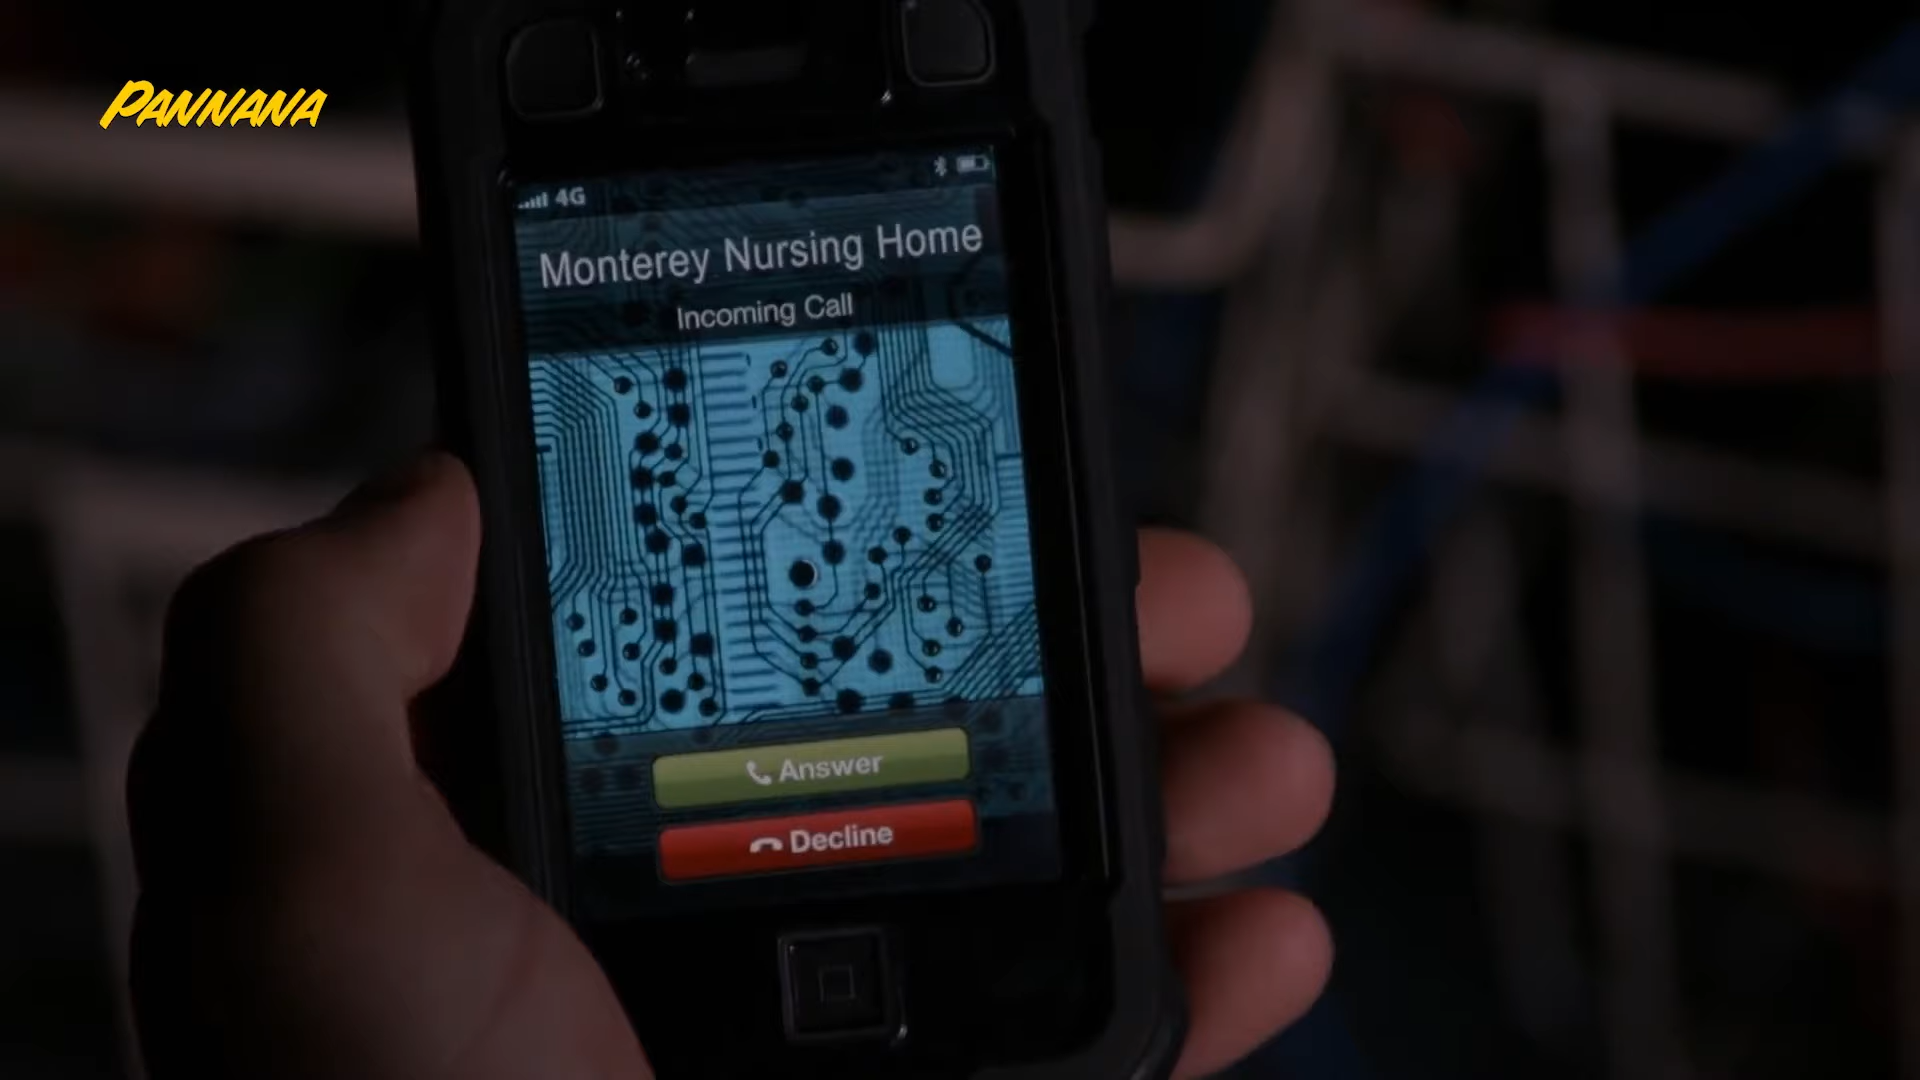 PANNANA
4G
Monterey Nursing Home
Incoming Call
Answer
Decline